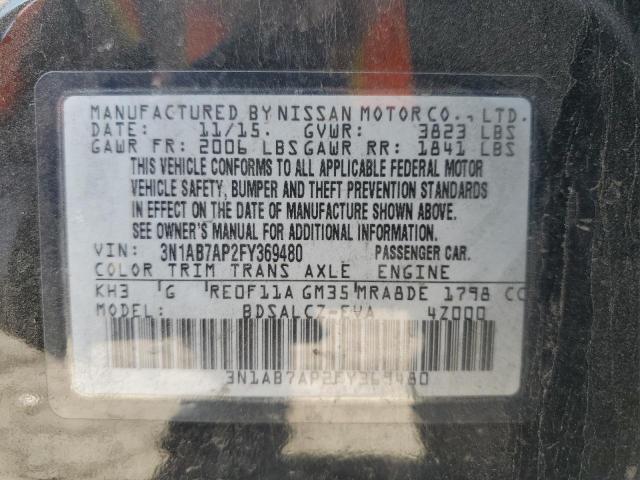 MANUFACTURED BY NISSAN MOTOR CO., LTD.
DATE: 11/15. GVWR: 3823 LBS
GAWR FR: 2006 LBS GAWR RR: 1841 LBS
THIS VEHICLE CONFORMS TO ALL APPLICABLE FEDERAL MOTOR
VEHICLE SAFETY, BUMPER AND THEFT PREVENTION STANDARDS
IN EFFECT ON THE DATE OF MANUFACTURE SHOWN ABOVE.
SEE OWNER'S MANUAL FOR ADDITIONAL INFORMATION.
VIN: 3N1AB7AP2FY369480 PASSENGER CAR.
COLOR TRIM TRANS AXLE ENGINE
KH3 G RE0F11A GM35 MRA8DE 1798 CC
MODEL: BDSALCZ-EYA 4Z000
3N1AB7AP2FY369480